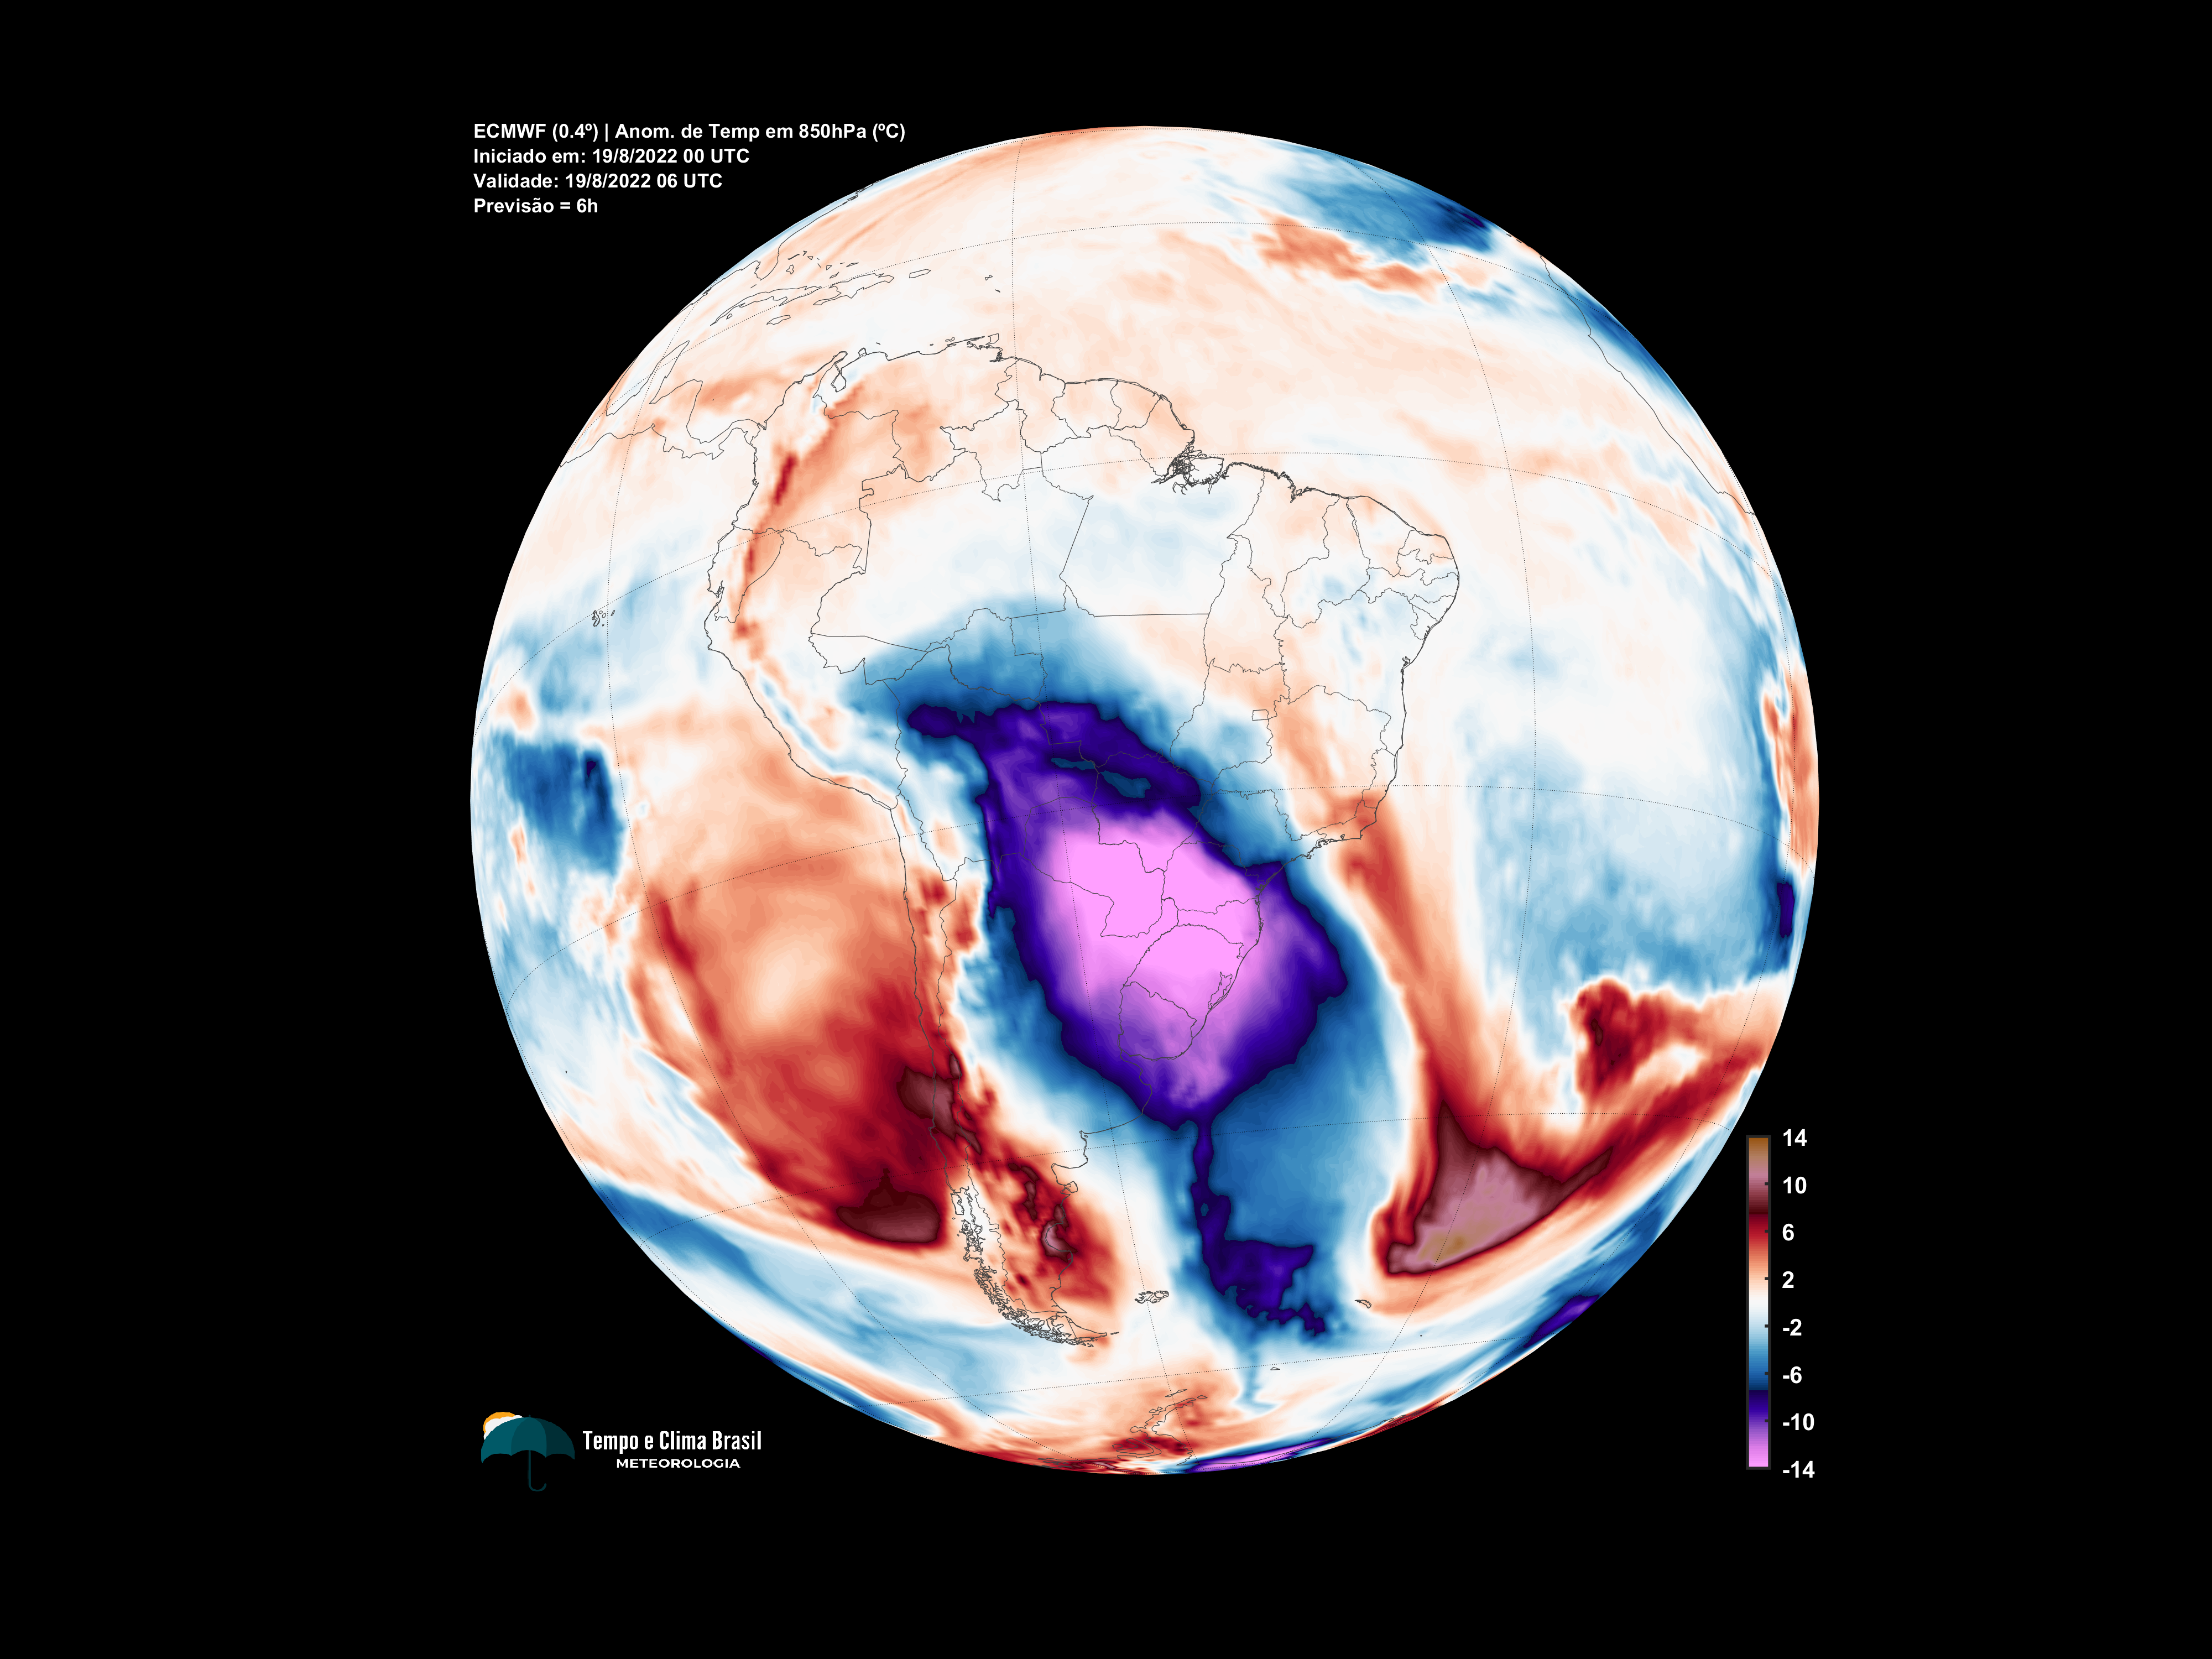 ECMWF (0.4º) | Anom. de Temp em 850hPa (ºC)
Iniciado em: 19/8/2022 00 UTC
Validade: 19/8/2022 06 UTC
Previsão = 6h
14
10
6
2
-2
-6
-10
-14
Tempo e Clima Brasil
METEOROLOGIA